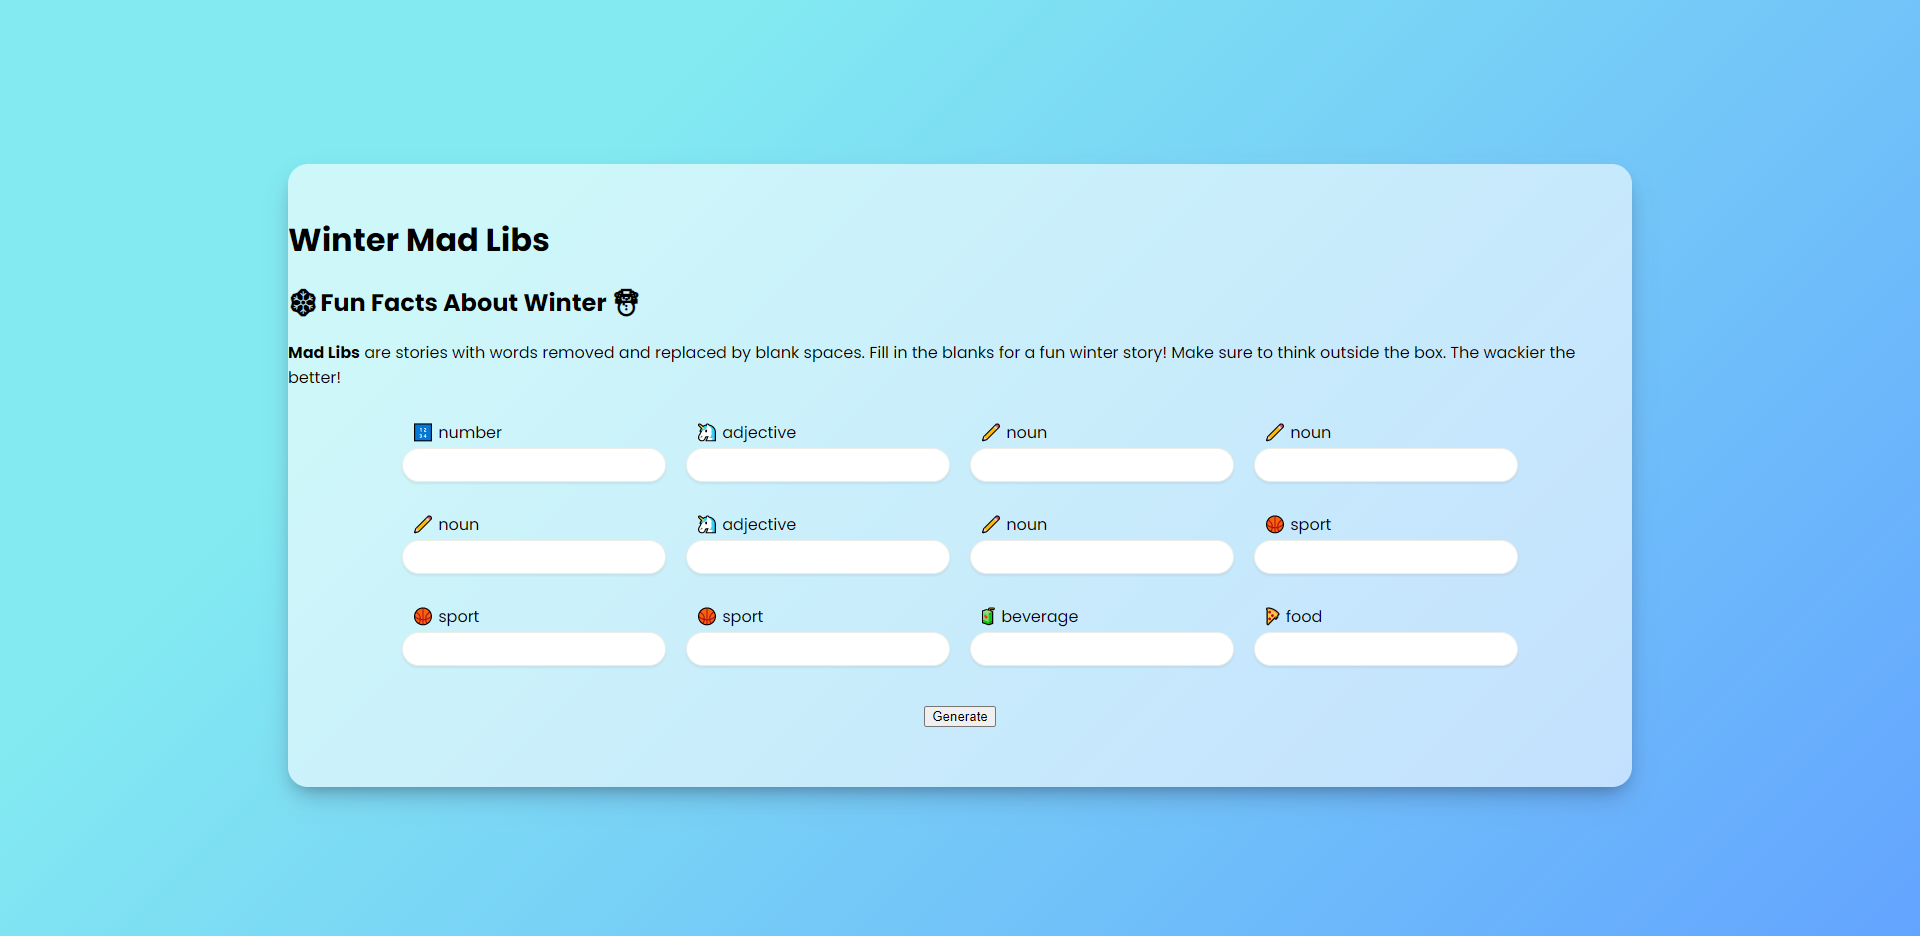 Winter Mad Libs
❄Fun Facts About Winter ☃
Mad Libs are stories with words removed and replaced by blank spaces. Fill in the blanks for a fun winter story! Make sure to think outside the box. The wackier the
better!
🔢 number 🦄 adjective ✏️ noun ✏️ noun
✏️ noun 🦄 adjective ✏️ noun 🏀 sport
🏀 sport 🏀 sport 🧃 beverage 🍕 food
Generate